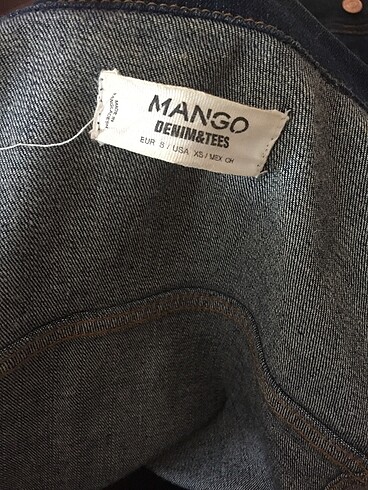 MANGO
DENIM&TEES
EUR S / USA XS / MEX CH